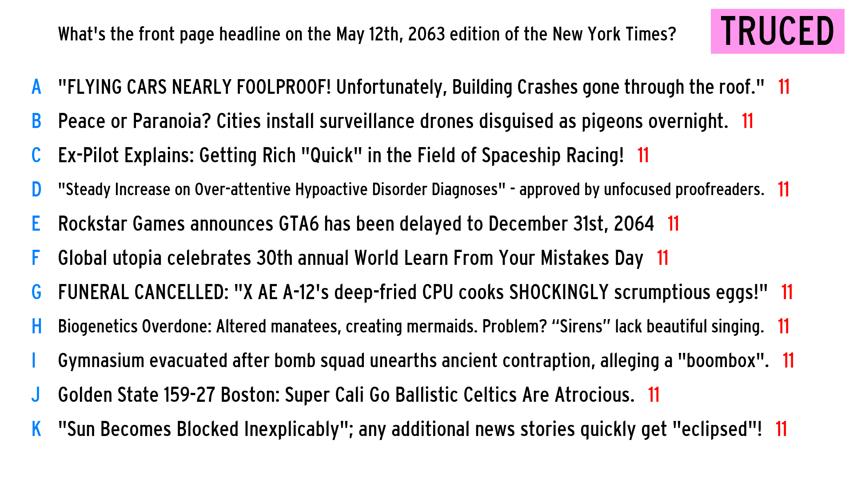 What's the front page headline on the May 12th, 2063 edition of the New York Times?
TRUCED
A "FLYING CARS NEARLY FOOLPROOF! Unfortunately, Building Crashes gone through the roof." 11
B Peace or Paranoia? Cities install surveillance drones disguised as pigeons overnight. 11
C Ex-Pilot Explains: Getting Rich "Quick" in the Field of Spaceship Racing! 11
D "Steady Increase on Over-attentive Hypoactive Disorder Diagnoses" - approved by unfocused proofreaders. 11
E Rockstar Games announces GTA6 has been delayed to December 31st, 2064 11
F Global utopia celebrates 30th annual World Learn From Your Mistakes Day 11
G FUNERAL CANCELLED: "X AE A-12's deep-fried CPU cooks SHOCKINGLY scrumptious eggs!" 11
H Biogenetics Overdone: Altered manatees, creating mermaids. Problem? “Sirens” lack beautiful singing. 11
I Gymnasium evacuated after bomb squad unearths ancient contraption, alleging a "boombox". 11
J Golden State 159-27 Boston: Super Cali Go Ballistic Celtics Are Atrocious. 11
K "Sun Becomes Blocked Inexplicably"; any additional news stories quickly get "eclipsed"! 11